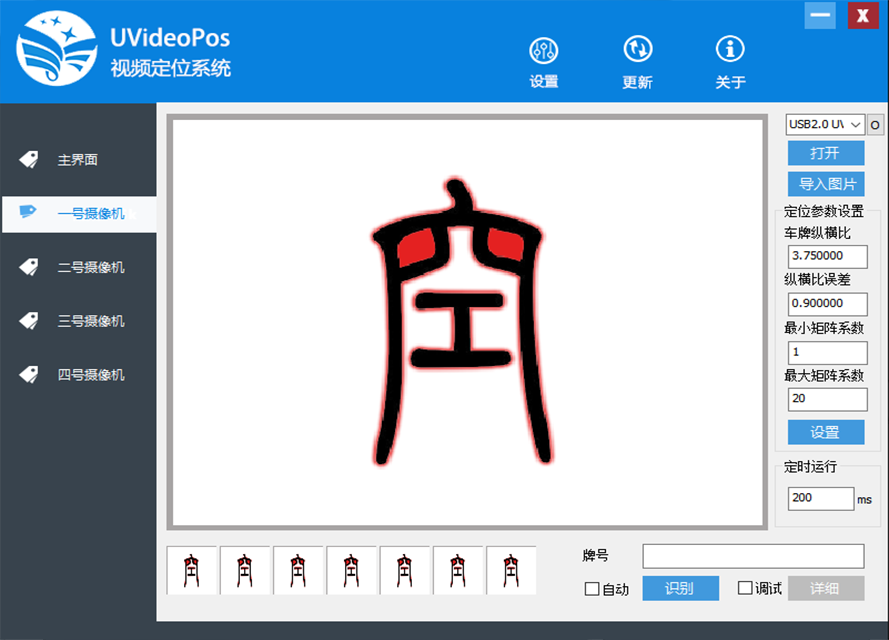 UVideoPos
视频定位系统
设置
更新
关于
X
主界面
一号摄像机
二号摄像机
三号摄像机
四号摄像机
空
USB2.0 U\
O
打开
导入图片
定位参数设置
车牌纵横比
3.750000
纵横比误差
0.900000
最小矩阵系数
1
最大矩阵系数
20
设置
定时运行
200 ms
牌号
自动
识别
调试
详细